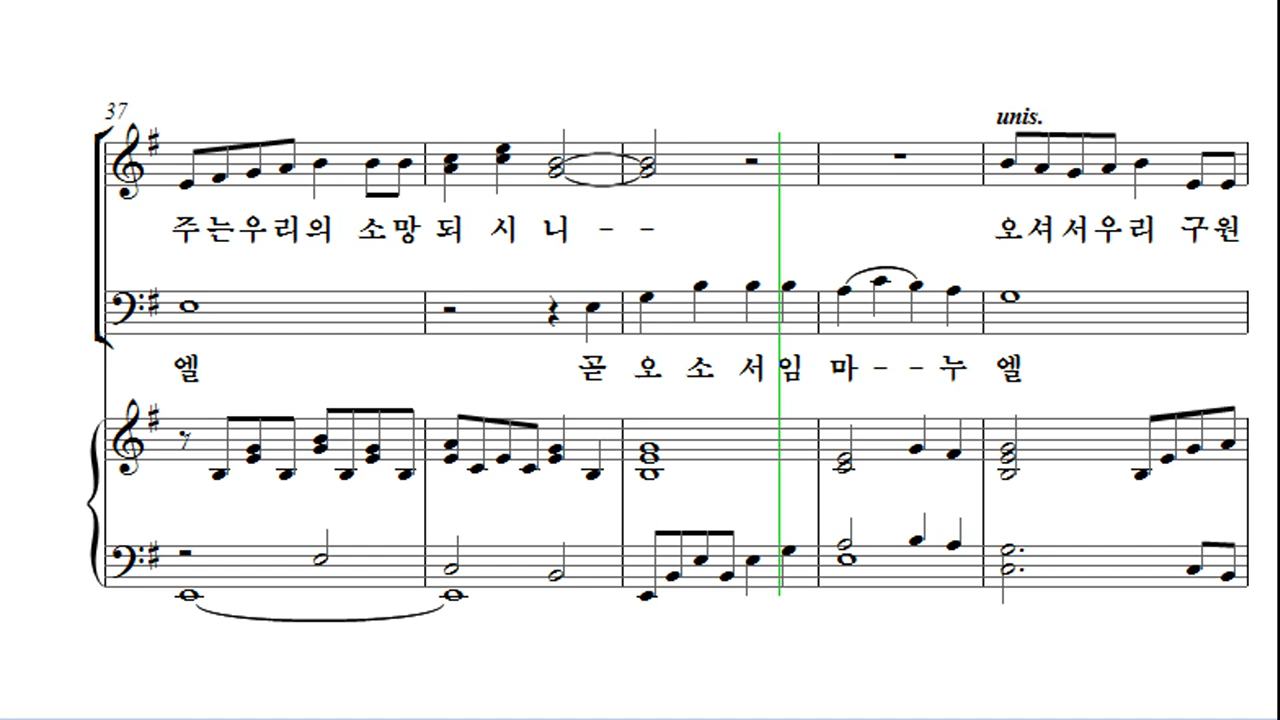 37
unis.
주는우리의 소망 되 시 니 - - 오셔서우리 구원
엘 곧 오 소 서 임 마 - - 누 엘